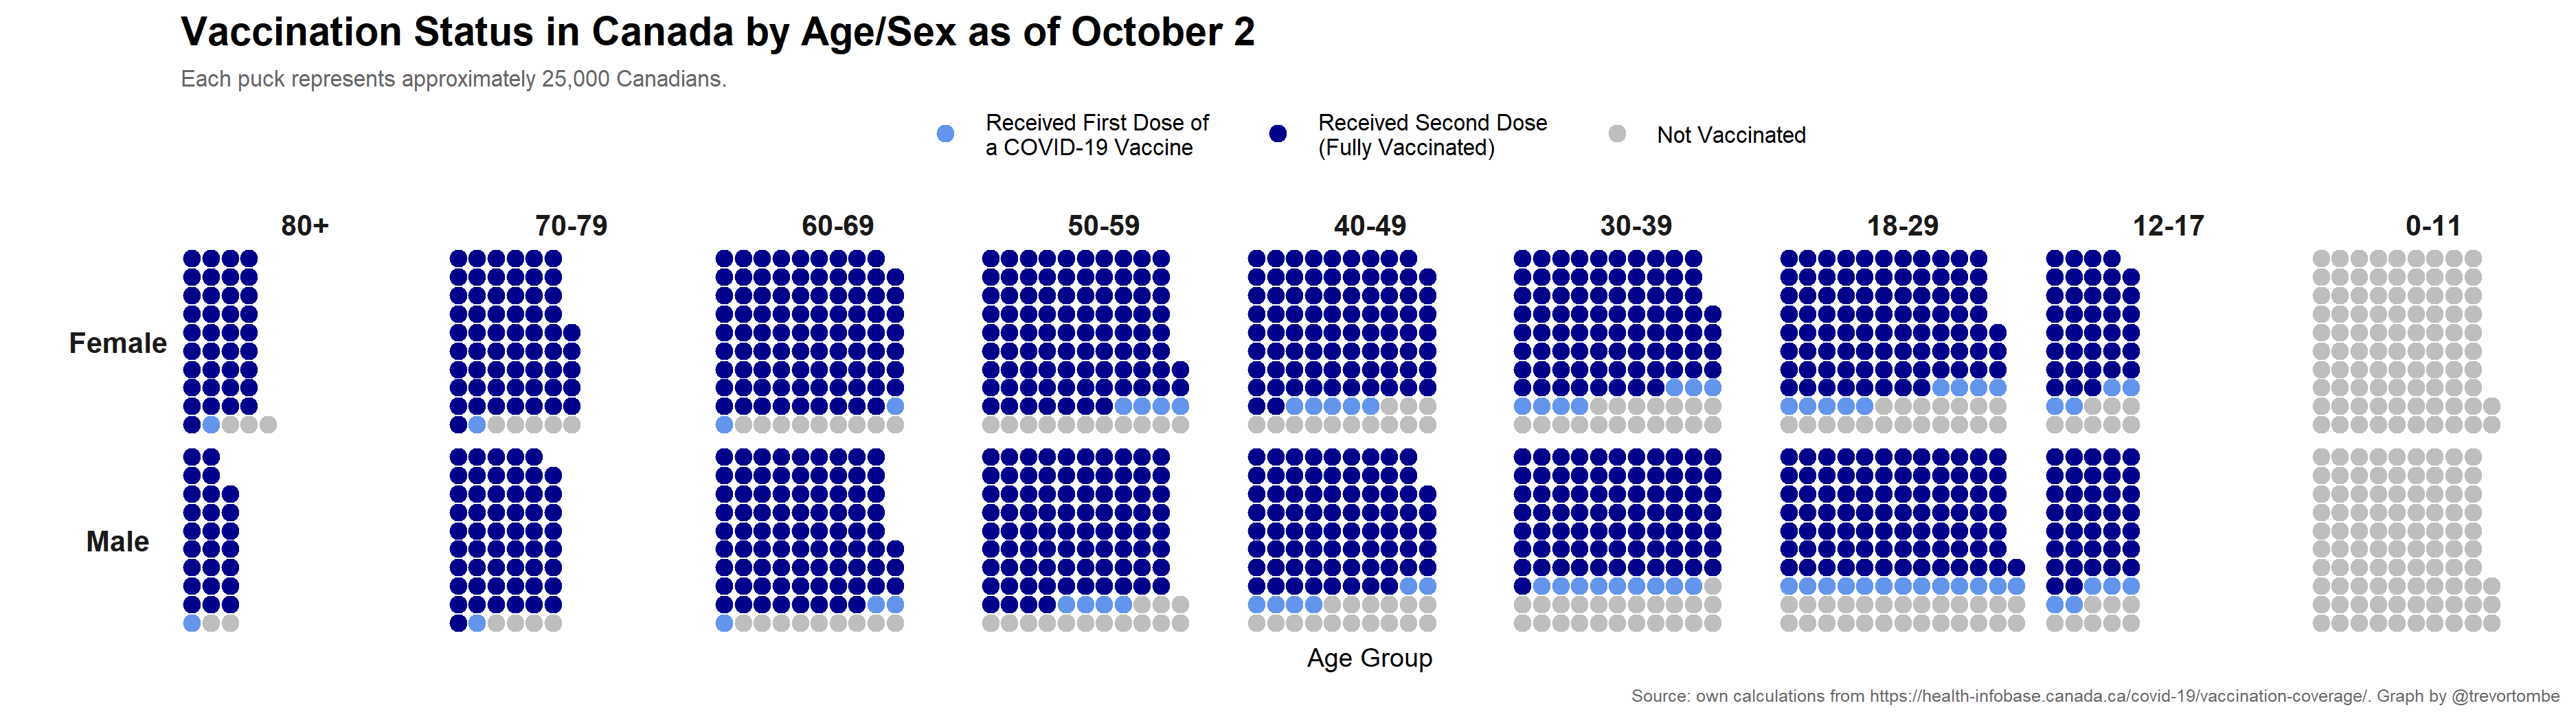 Vaccination Status in Canada by Age/Sex as of October 2
Each puck represents approximately 25,000 Canadians.
Received First Dose of
a COVID-19 Vaccine
Received Second Dose
(Fully Vaccinated)
Not Vaccinated
80+ 70-79 60-69 50-59 40-49 30-39 18-29 12-17 0-11
Female
Male
Age Group
Source: own calculations from https://health-infobase.canada.ca/covid-19/vaccination-coverage/. Graph by @trevortombe